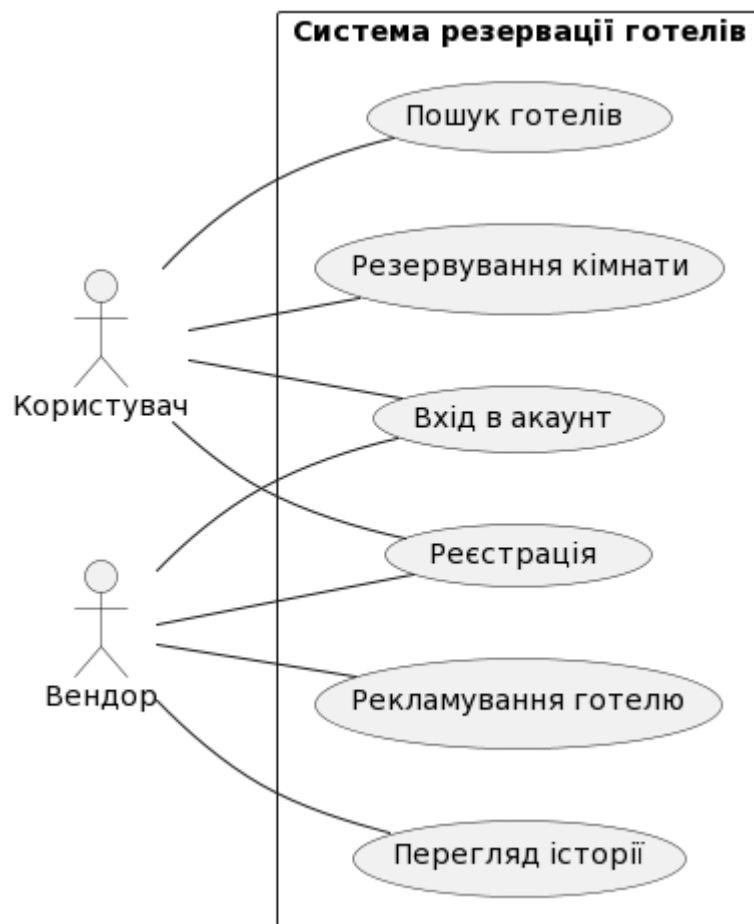 Система резервації готелів
Пошук готелів
Резервування кімнати
Користувач
Вхід в акаунт
Реєстрація
Вендор
Рекламування готелю
Перегляд історії